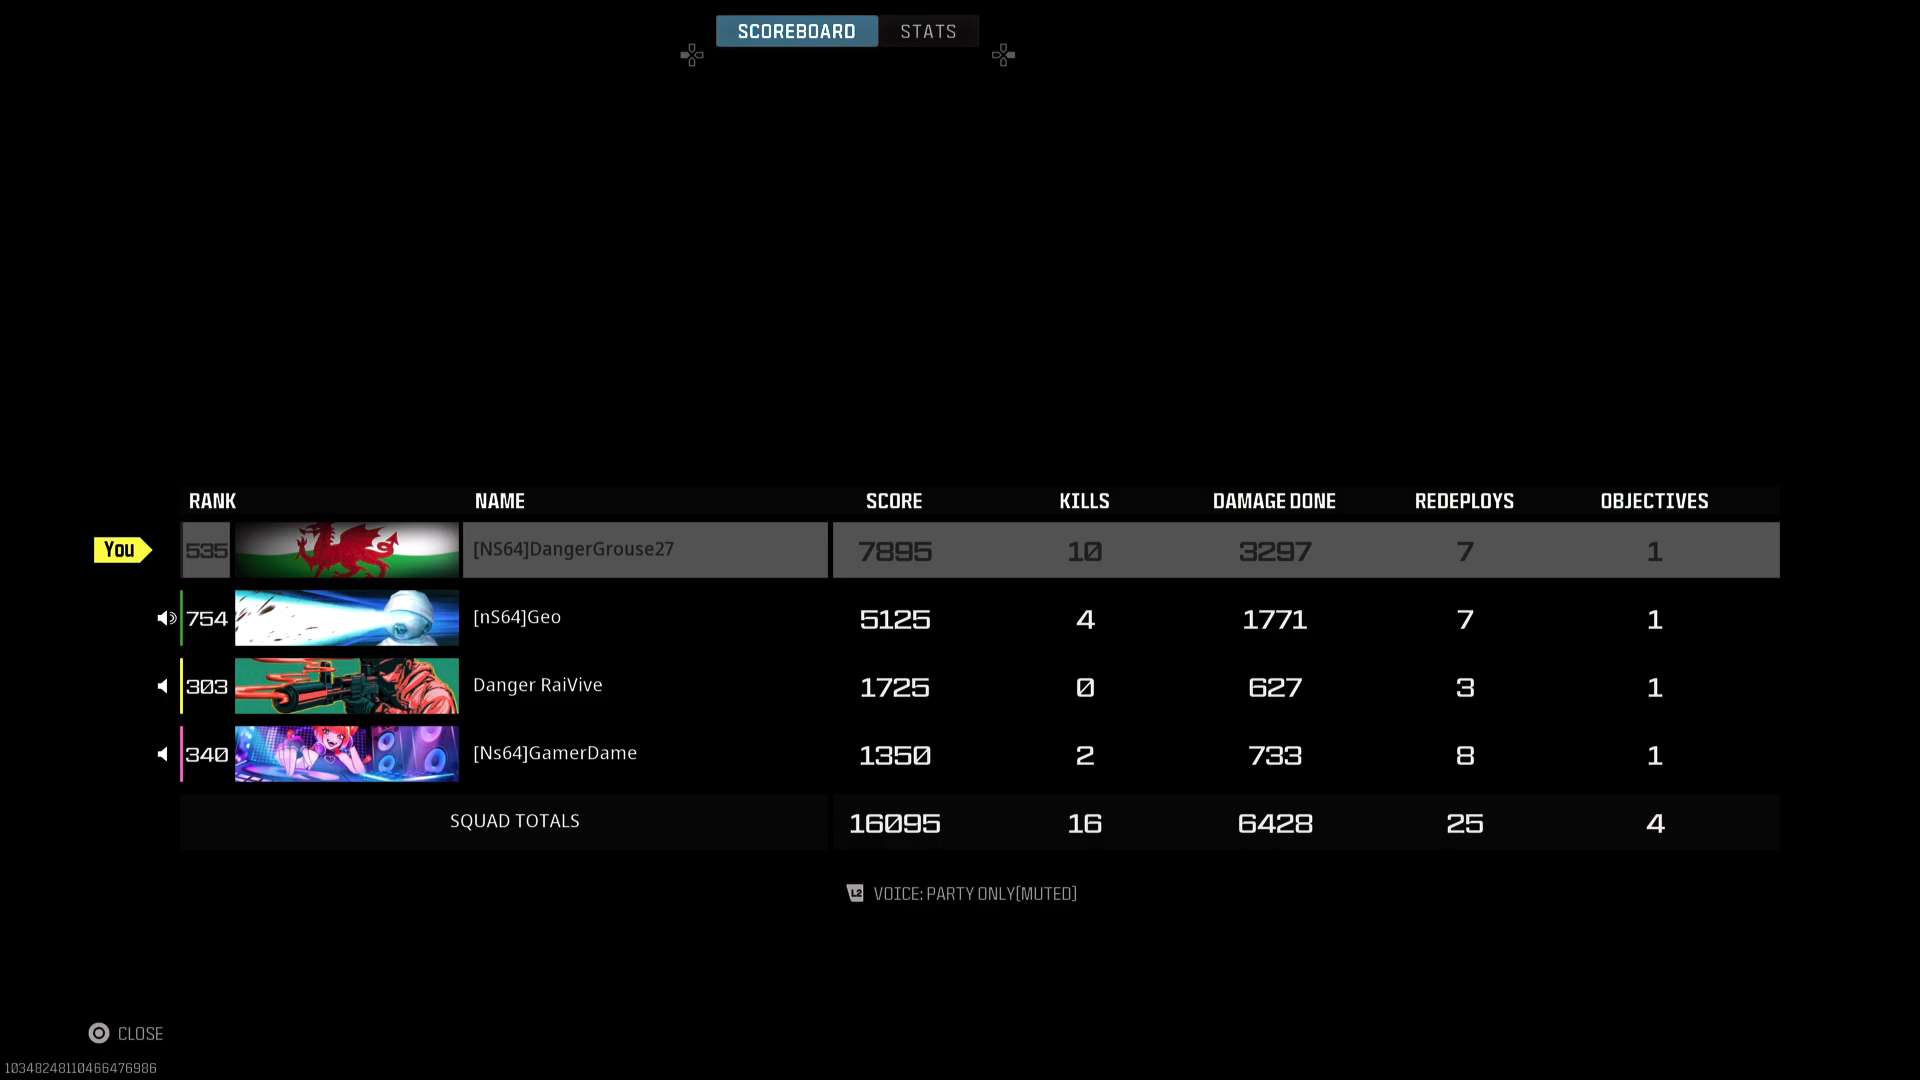 SCOREBOARD STATS
RANK NAME SCORE KILLS DAMAGE DONE REDEPLOYS OBJECTIVES
You 535 [NS64]DangerGrouse27 7895 10 3297 7 1
754 [nS64]Geo 5125 4 1771 7 1
303 Danger RaiVive 1725 0 627 3 1
340 [Ns64]GamerDame 1350 2 733 8 1
SQUAD TOTALS 16095 16 6428 25 4
L2 VOICE: PARTY ONLY(MUTED)
CLOSE
10348248110466476986